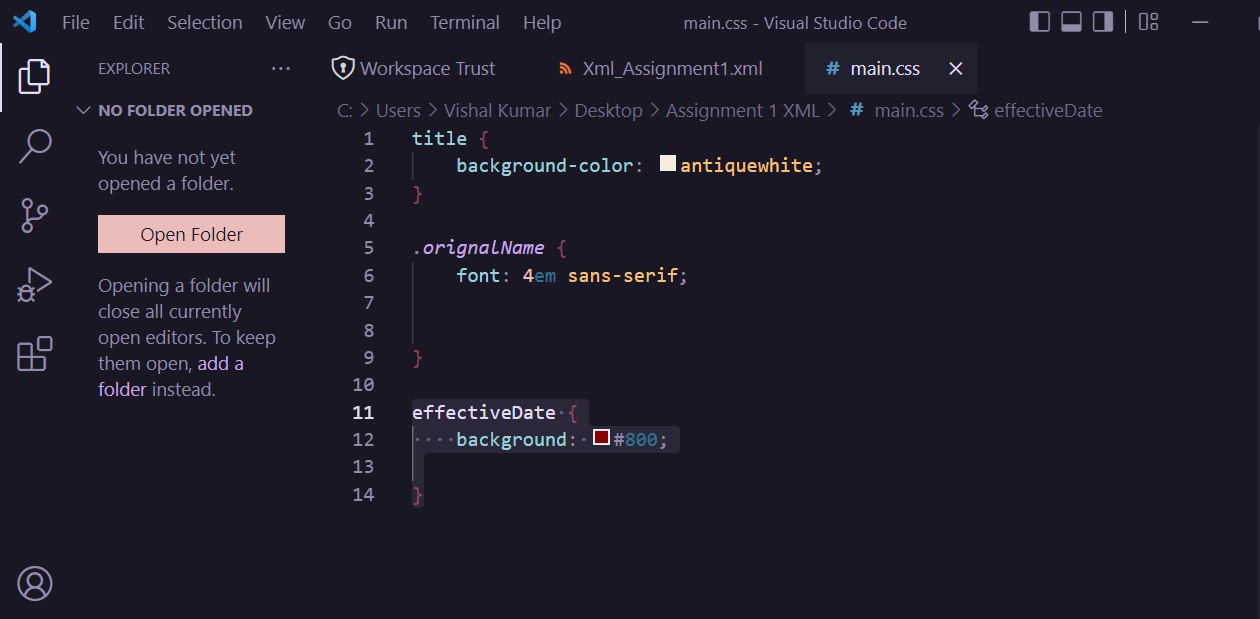 File Edit Selection View Go Run Terminal Help main.css - Visual Studio Code
EXPLORER ···
NO FOLDER OPENED
You have not yet
opened a folder.
Open Folder
Opening a folder will
close all currently
open editors. To keep
them open, add a
folder instead.
Workspace Trust Xml_Assignment1.xml # main.css ×
C: > Users > Vishal Kumar > Desktop > Assignment 1 XML > # main.css > effectiveDate
1 title {
2 background-color: antiquewhite;
3 }
4
5 .orignalName {
6 font: 4em sans-serif;
7
8
9 }
10
11 effectiveDate·{
12 ····background:·#800;
13
14 }